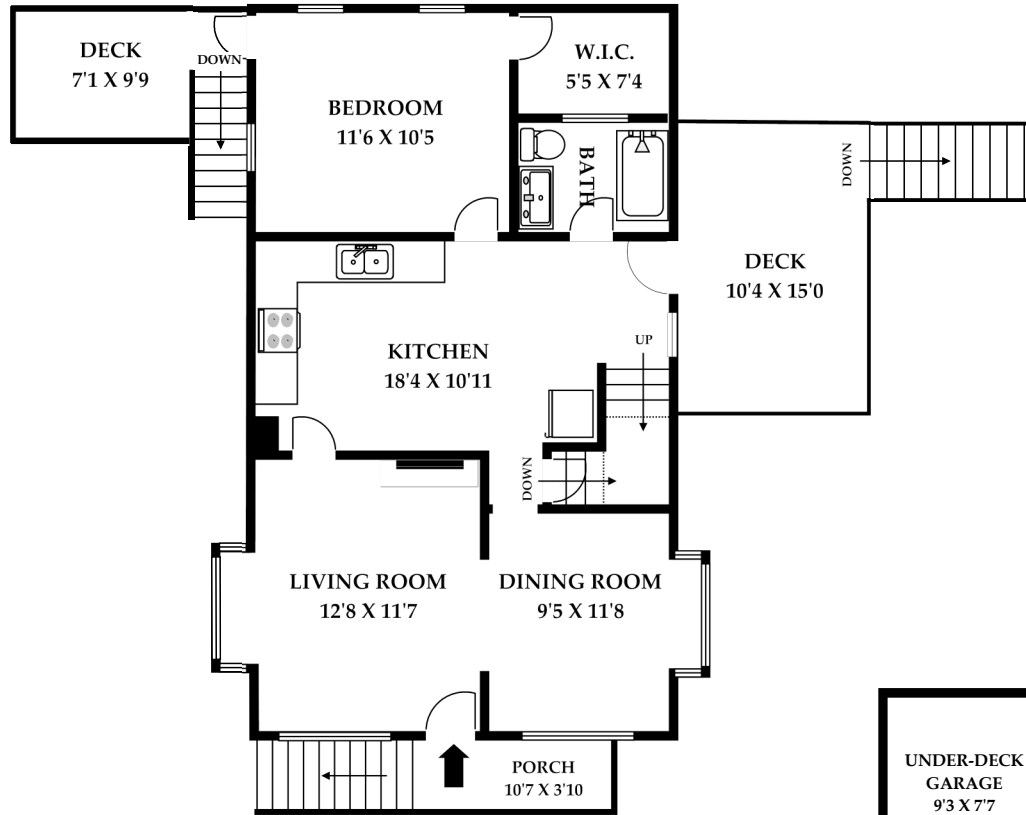 DECK
7'1 X 9'9
DOWN
W.I.C.
5'5 X 7'4
BEDROOM
11'6 X 10'5
BATH
DOWN
DECK
10'4 X 15'0
KITCHEN
18'4 X 10'11
UP
DOWN
LIVING ROOM
12'8 X 11'7
DINING ROOM
9'5 X 11'8
PORCH
10'7 X 3'10
UNDER-DECK
GARAGE
9'3 X 7'7